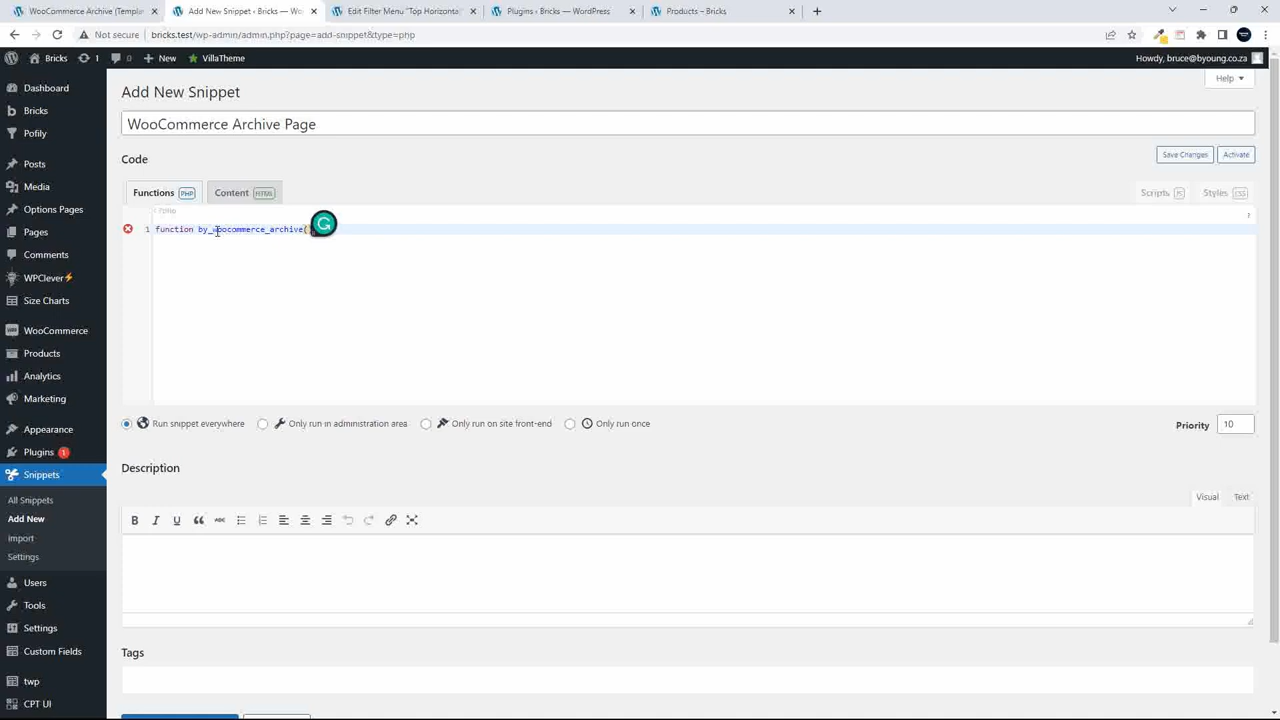 WooCommerce Archive (Templat
Add New Snippet ‹ Bricks — Wo
Edit Filter Menu "Top Horizonta
Plugins ‹ Bricks — WordPress
Products – Bricks
Not secure
bricks.test/wp-admin/admin.php?page=add-snippet&type=php
Bricks
1
0
New
VillaTheme
Howdy, bruce@byoung.co.za
Help
Dashboard
Bricks
Pofily
Posts
Media
Options Pages
Pages
Comments
WPClever⚡
Size Charts
WooCommerce
Products
Analytics
Marketing
Appearance
Plugins 1
Snippets
All Snippets
Add New
Import
Settings
Users
Tools
Settings
Custom Fields
twp
CPT UI
Add New Snippet
WooCommerce Archive Page
Code
Save Changes
Activate
Functions PHP
Content HTML
Scripts JS
Styles CSS
<?php
1 function by_woocommerce_archive()
Run snippet everywhere
Only run in administration area
Only run on site front-end
Only run once
Priority
10
Description
Visual
Text
B I U ABC
Tags